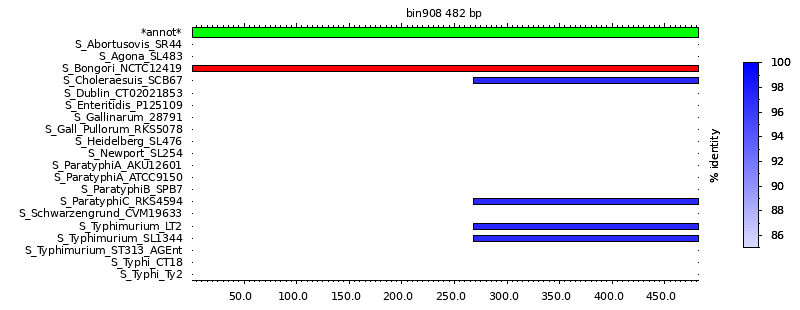 bin908 482 bp
*annot*
S_Abortusovis_SR44
S_Agona_SL483
S_Bongori_NCTC12419
S_Choleraesuis_SCB67
S_Dublin_CT02021853
S_Enteritidis_P125109
S_Gallinarum_28791
S_Gall_Pullorum_RKS5078
S_Heidelberg_SL476
S_Newport_SL254
S_ParatyphiA_AKU12601
S_ParatyphiA_ATCC9150
S_ParatyphiB_SPB7
S_ParatyphiC_RKS4594
S_Schwarzengrund_CVM19633
S_Typhimurium_LT2
S_Typhimurium_SL1344
S_Typhimurium_ST313_AGEnt
S_Typhi_CT18
S_Typhi_Ty2
50.0 100.0 150.0 200.0 250.0 300.0 350.0 400.0 450.0
% identity
100
98
96
94
92
90
88
86